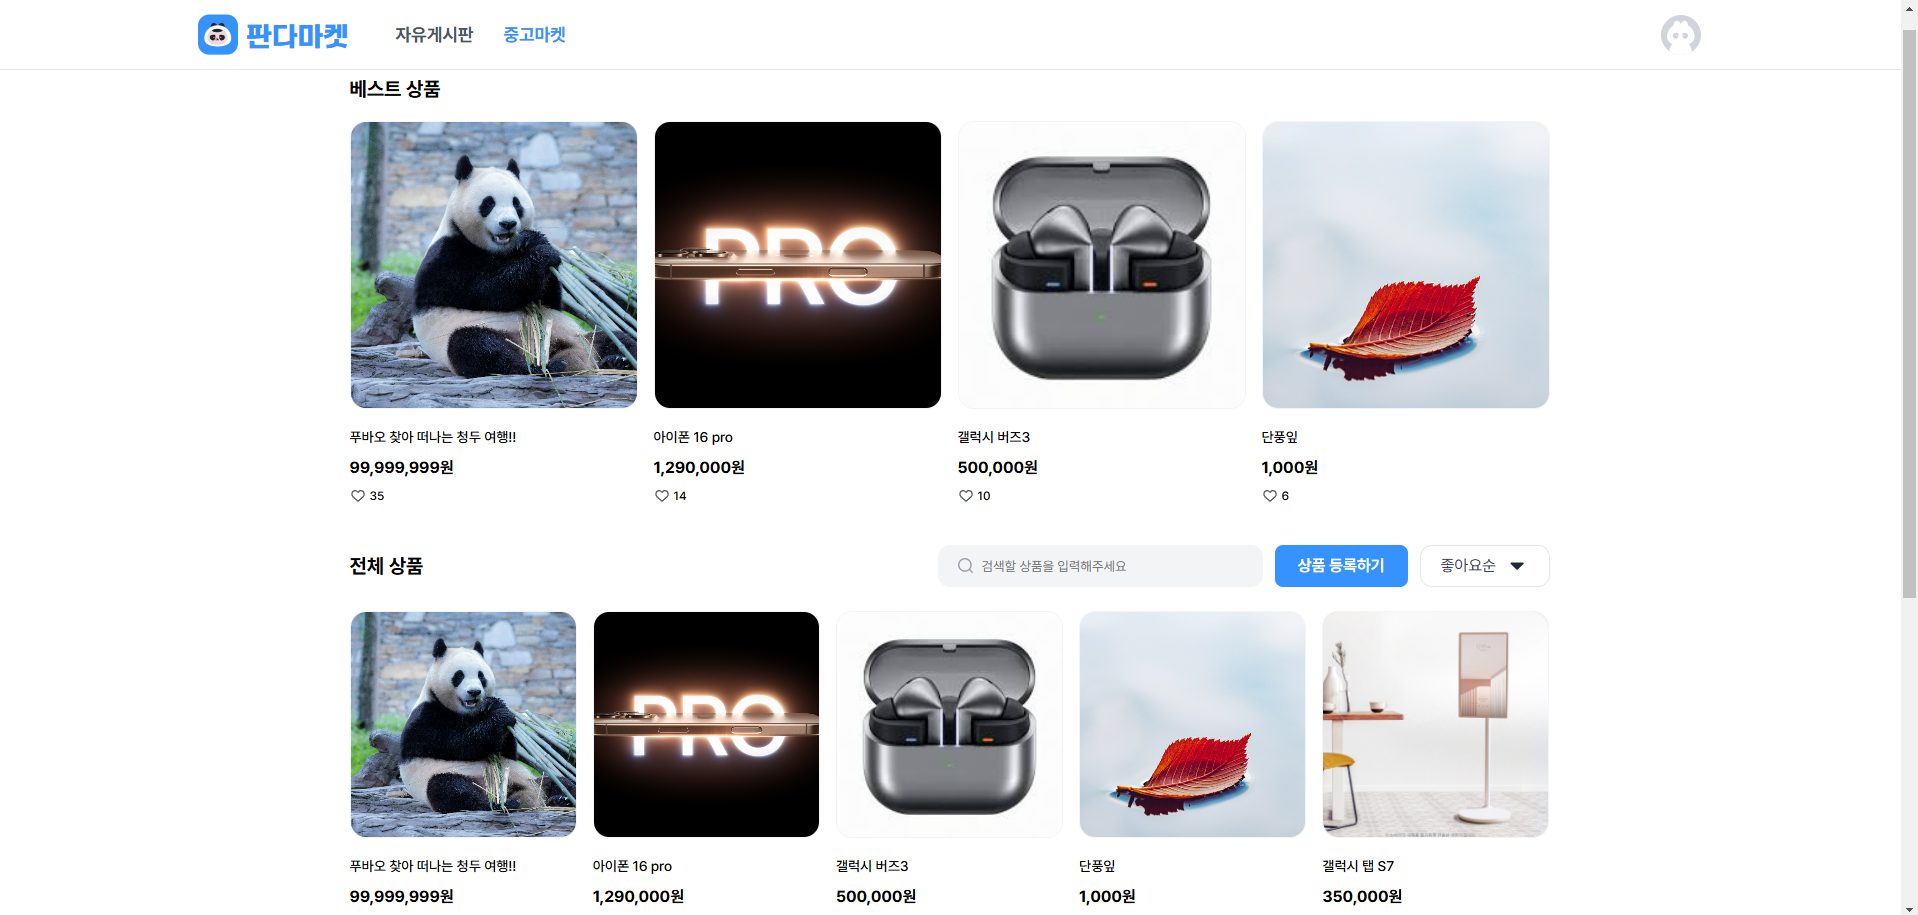 판다마켓 자유게시판 중고마켓
베스트 상품
PRO
푸바오 찾아 떠나는 청두 여행!! 아이폰 16 pro 갤럭시 버즈3 단풍잎
99,999,999원 1,290,000원 500,000원 1,000원
35 14 10 6
전체 상품 검색할 상품을 입력해주세요 상품 등록하기 좋아요순
PRO
푸바오 찾아 떠나는 청두 여행!! 아이폰 16 pro 갤럭시 버즈3 단풍잎 갤럭시 탭 S7
99,999,999원 1,290,000원 500,000원 1,000원 350,000원